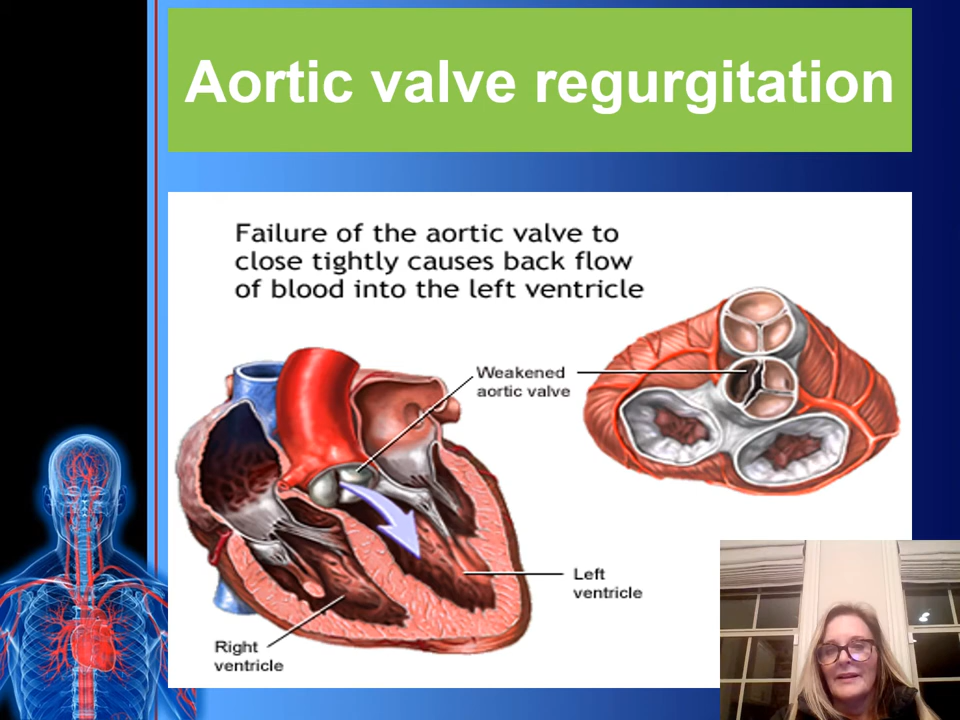 Aortic valve regurgitation
Failure of the aortic valve to
close tightly causes back flow
of blood into the left ventricle
Weakened
aortic valve
Left
ventricle
Right
ventricle